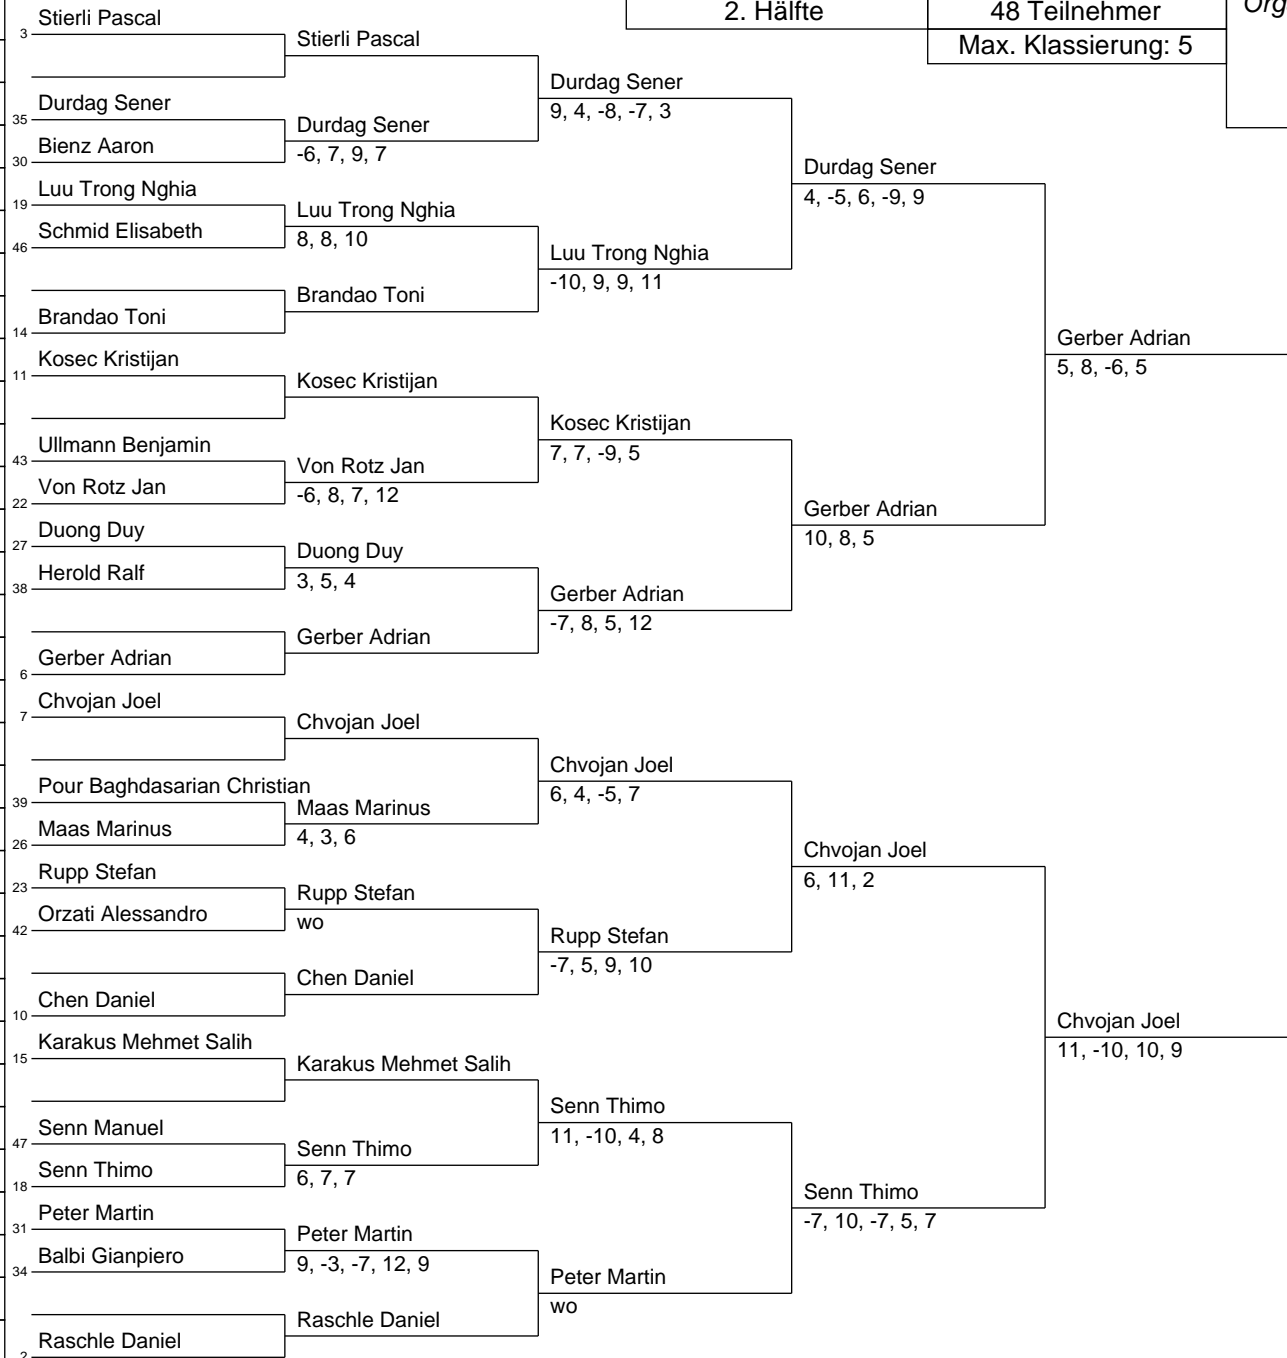 2. Hälfte
48 Teilnehmer
Max. Klassierung: 5
Stierli Pascal
3
Durdag Sener
35
Bienz Aaron
30
Luu Trong Nghia
19
Schmid Elisabeth
46
Brandao Toni
14
Kosec Kristijan
11
Ullmann Benjamin
43
Von Rotz Jan
22
Duong Duy
27
Herold Ralf
38
Gerber Adrian
6
Chvojan Joel
7
Pour Baghdasarian Christian
39
Maas Marinus
26
Rupp Stefan
23
Orzati Alessandro
42
Chen Daniel
10
Karakus Mehmet Salih
15
Senn Manuel
47
Senn Thimo
18
Peter Martin
31
Balbi Gianpiero
34
Raschle Daniel
2
Stierli Pascal
Durdag Sener
-6, 7, 9, 7
Luu Trong Nghia
8, 8, 10
Brandao Toni
Kosec Kristijan
Von Rotz Jan
-6, 8, 7, 12
Duong Duy
3, 5, 4
Gerber Adrian
Chvojan Joel
Maas Marinus
4, 3, 6
Rupp Stefan
wo
Chen Daniel
Karakus Mehmet Salih
Senn Thimo
6, 7, 7
Peter Martin
9, -3, -7, 12, 9
Raschle Daniel
Durdag Sener
9, 4, -8, -7, 3
Luu Trong Nghia
-10, 9, 9, 11
Kosec Kristijan
7, 7, -9, 5
Gerber Adrian
-7, 8, 5, 12
Chvojan Joel
6, 4, -5, 7
Rupp Stefan
-7, 5, 9, 10
Senn Thimo
11, -10, 4, 8
Peter Martin
wo
Durdag Sener
4, -5, 6, -9, 9
Gerber Adrian
10, 8, 5
Chvojan Joel
6, 11, 2
Senn Thimo
-7, 10, -7, 5, 7
Gerber Adrian
5, 8, -6, 5
Chvojan Joel
11, -10, 10, 9